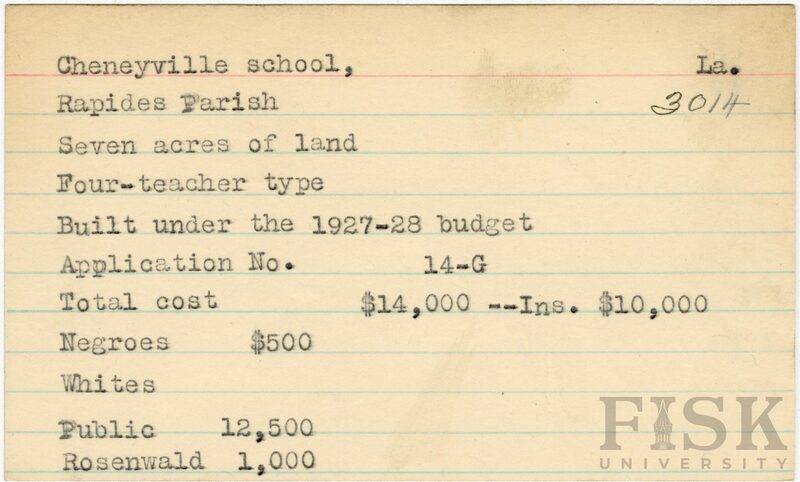 Cheneyville school, La.
Rapides Parish 3014
Seven acres of land
Four-teacher type
Built under the 1927-28 budget
Application No. 14-G
Total cost $14,000 --Ins. $10,000
Negroes $500
Whites
Public 12,500
Rosenwald 1,000
FISK
UNIVERSITY